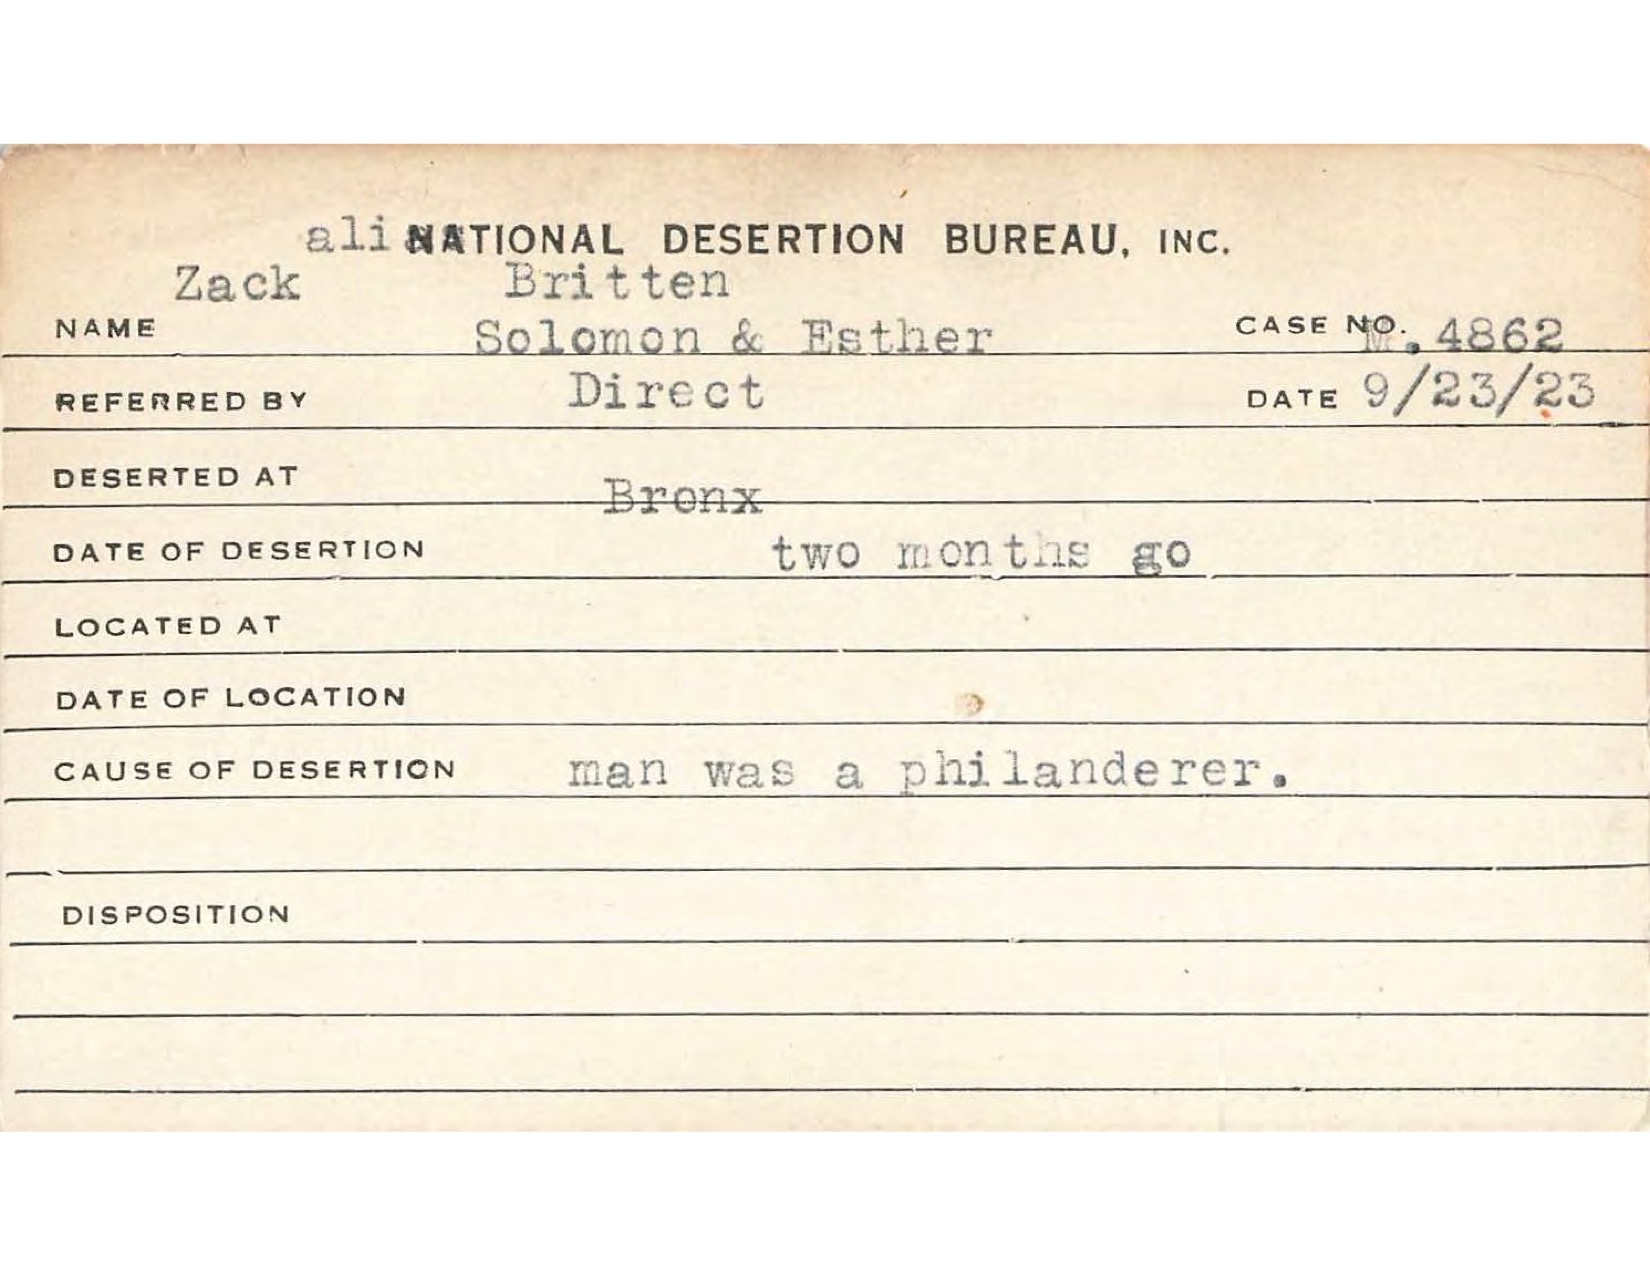 alias NATIONAL DESERTION BUREAU, INC.
Zack Britten
NAME Solomon & Esther CASE NO. M.4862
REFERRED BY Direct DATE 9/23/23
DESERTED AT Bronx
DATE OF DESERTION two months go
LOCATED AT
DATE OF LOCATION
CAUSE OF DESERTION man was a philanderer.
DISPOSITION